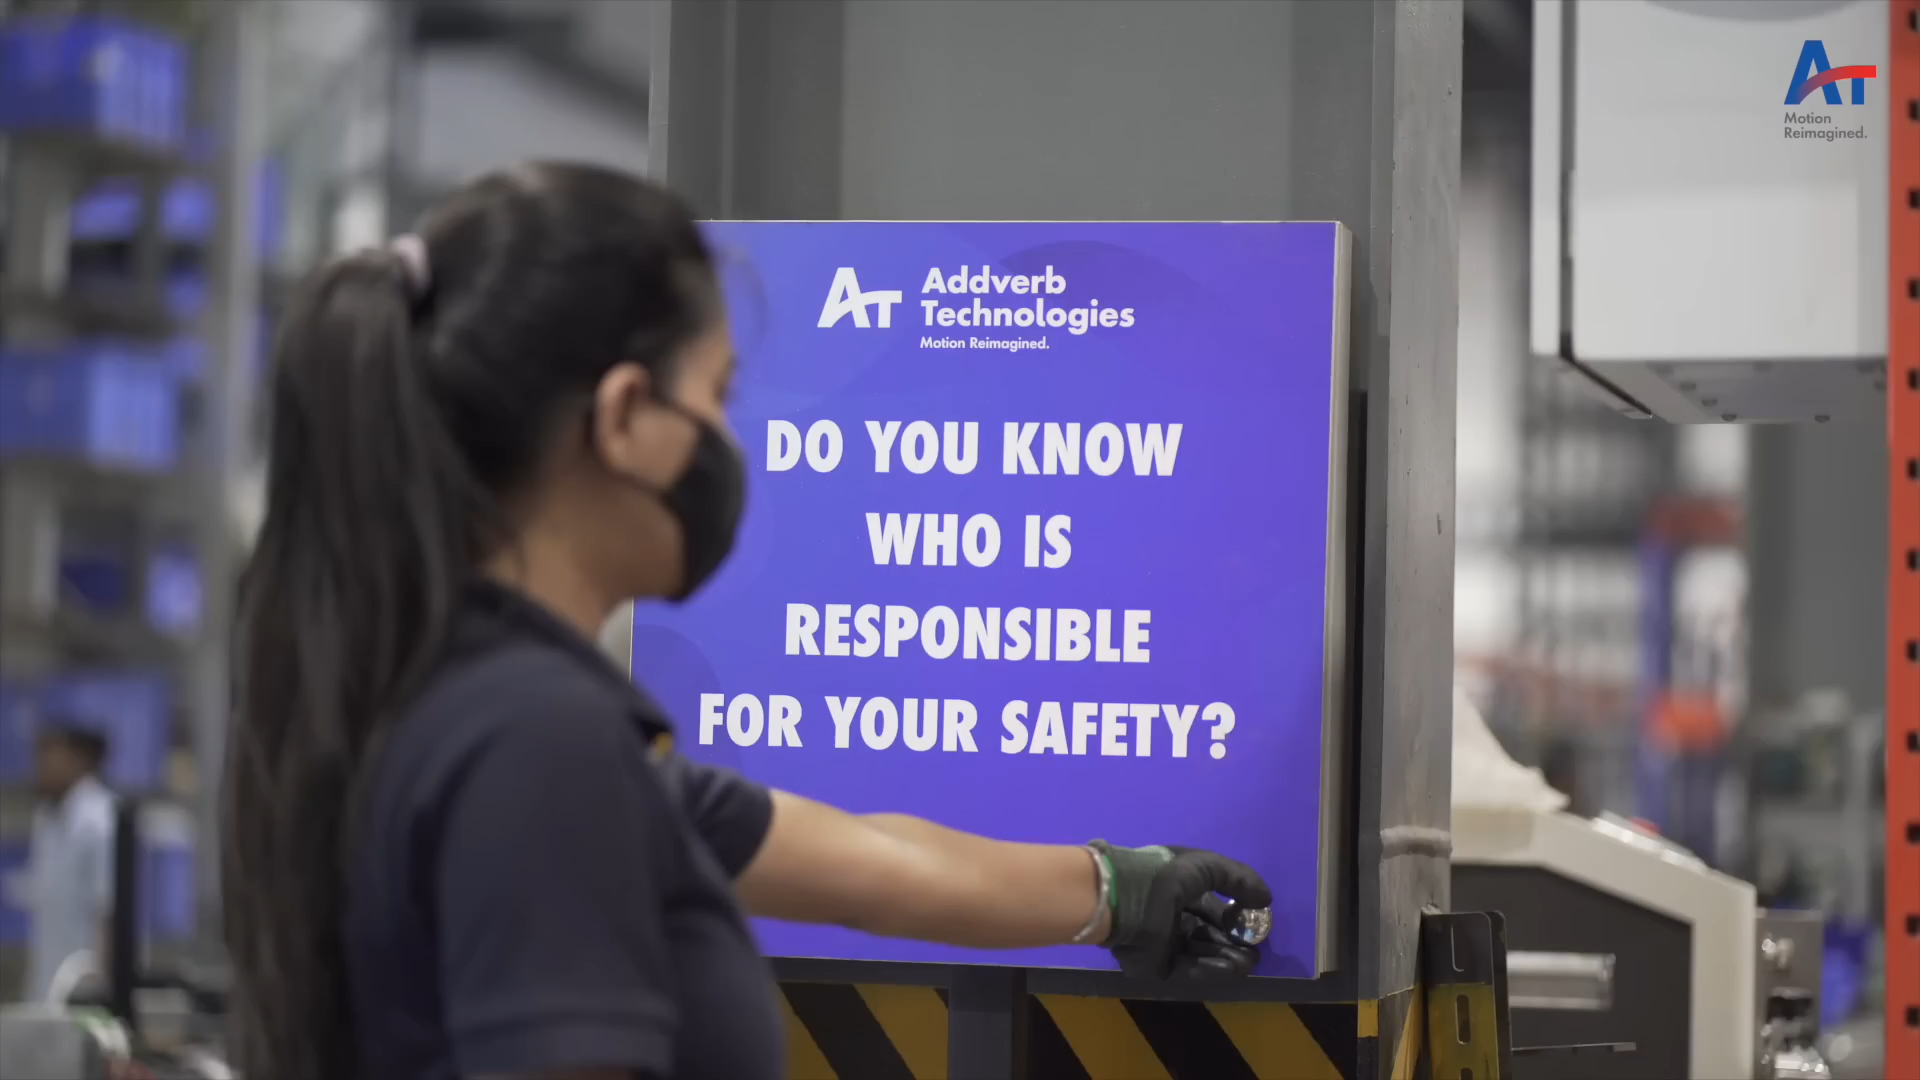 AT
Motion
Reimagined.
AT Addverb
Technologies
Motion Reimagined.
DO YOU KNOW
WHO IS
RESPONSIBLE
FOR YOUR SAFETY?